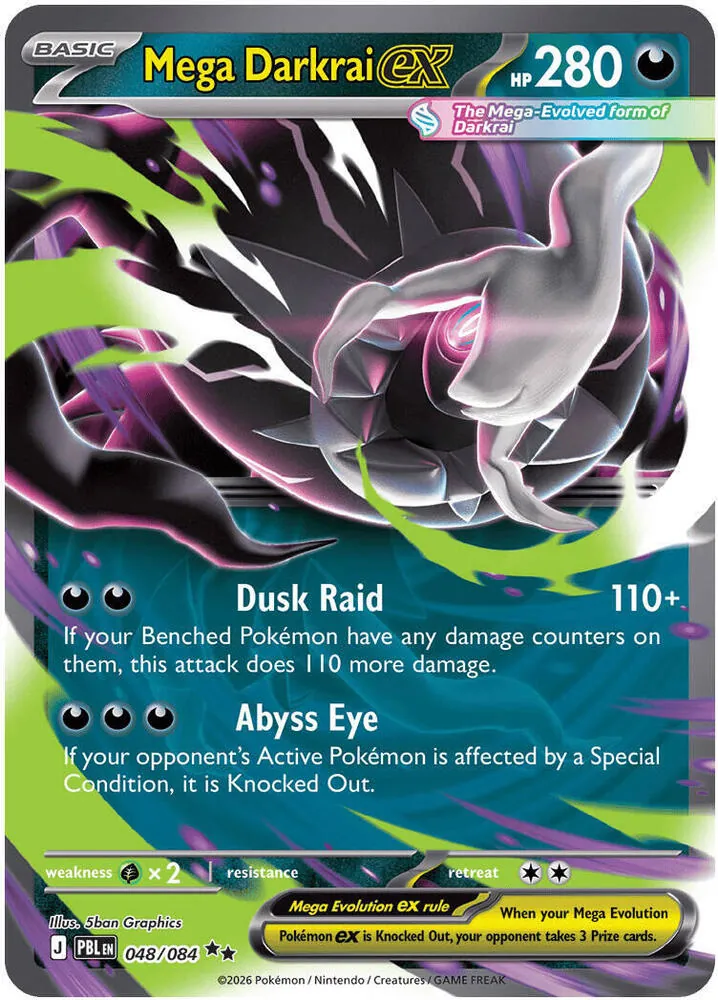 BASIC
Mega Darkrai ex
HP 280
The Mega-Evolved form of
Darkrai
Dusk Raid 110+
If your Benched Pokémon have any damage counters on
them, this attack does 110 more damage.
Abyss Eye
If your opponent's Active Pokémon is affected by a Special
Condition, it is Knocked Out.
weakness ×2 resistance retreat
Mega Evolution ex rule
When your Mega Evolution
Pokémon ex is Knocked Out, your opponent takes 3 Prize cards.
Illus. 5ban Graphics
J PBL EN 048/084 ★★
©2026 Pokémon / Nintendo / Creatures / GAME FREAK